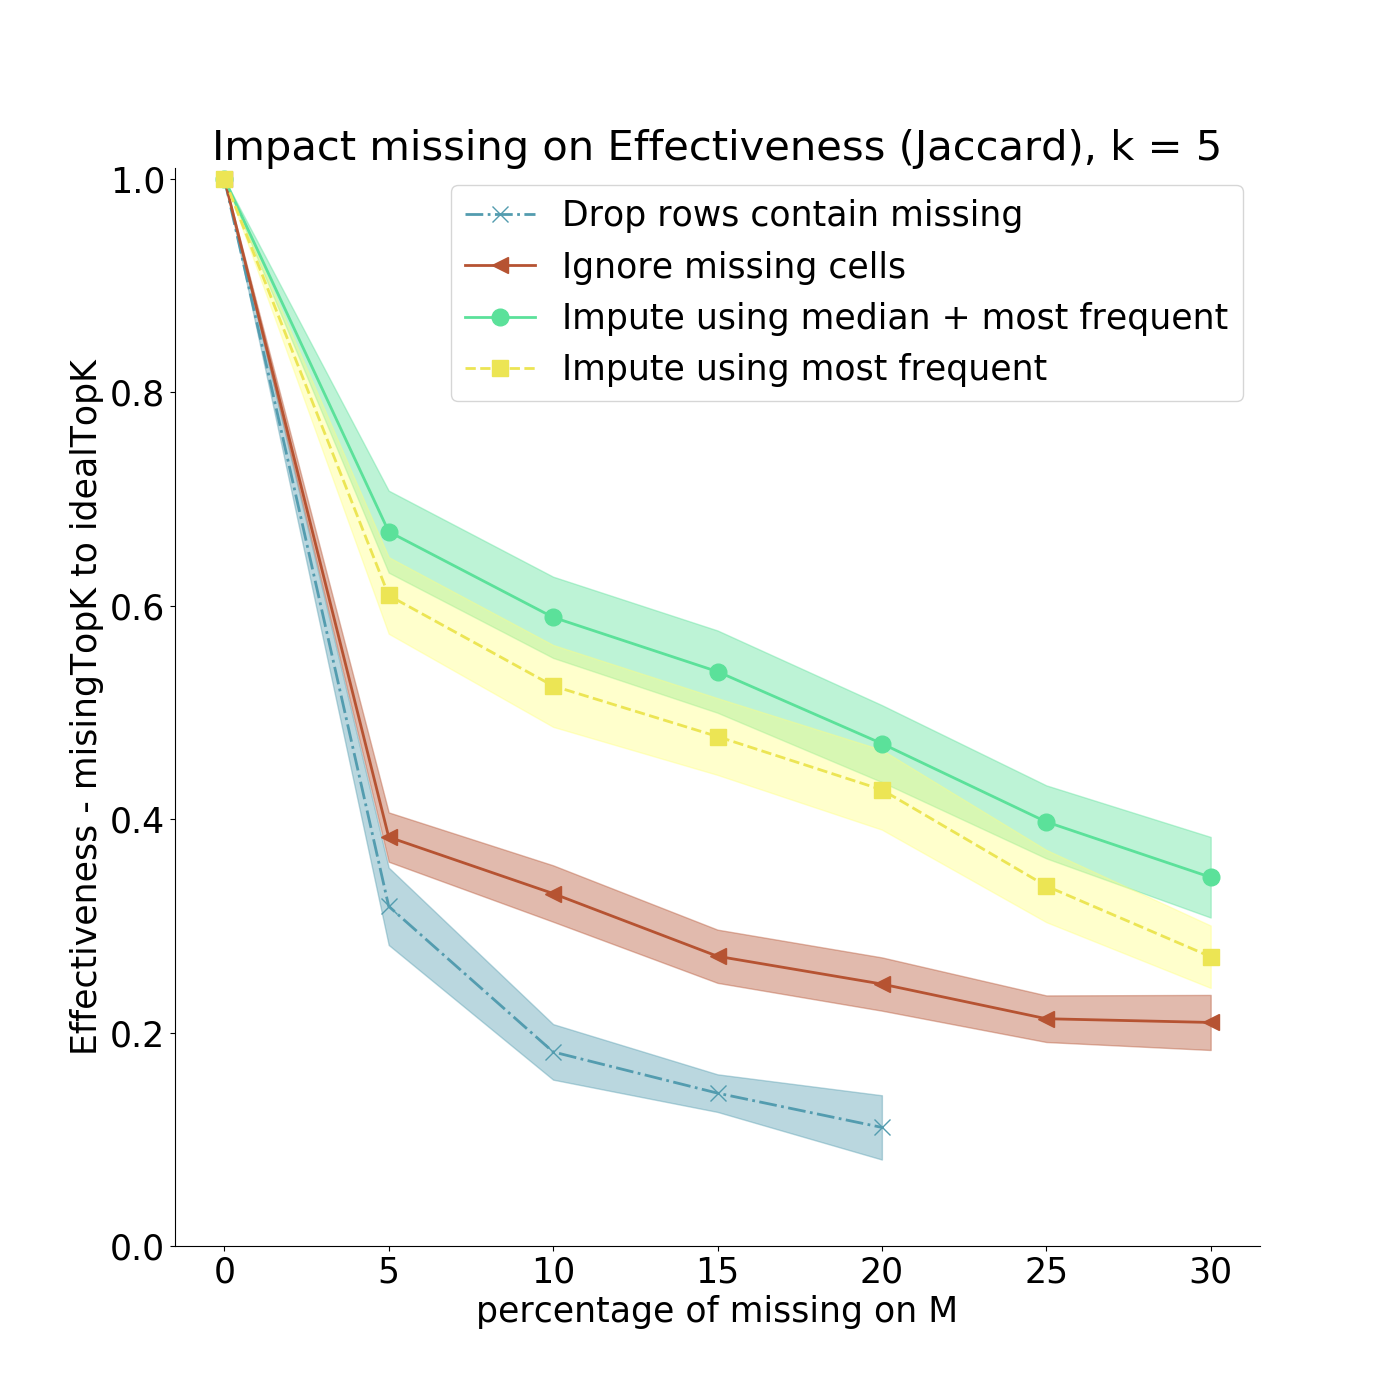 Impact missing on Effectiveness (Jaccard), k = 5
Drop rows contain missing
Ignore missing cells
Impute using median + most frequent
Impute using most frequent
Effectiveness - misingTopK to idealTopK
1.0
0.8
0.6
0.4
0.2
0.0
0 5 10 15 20 25 30
percentage of missing on M